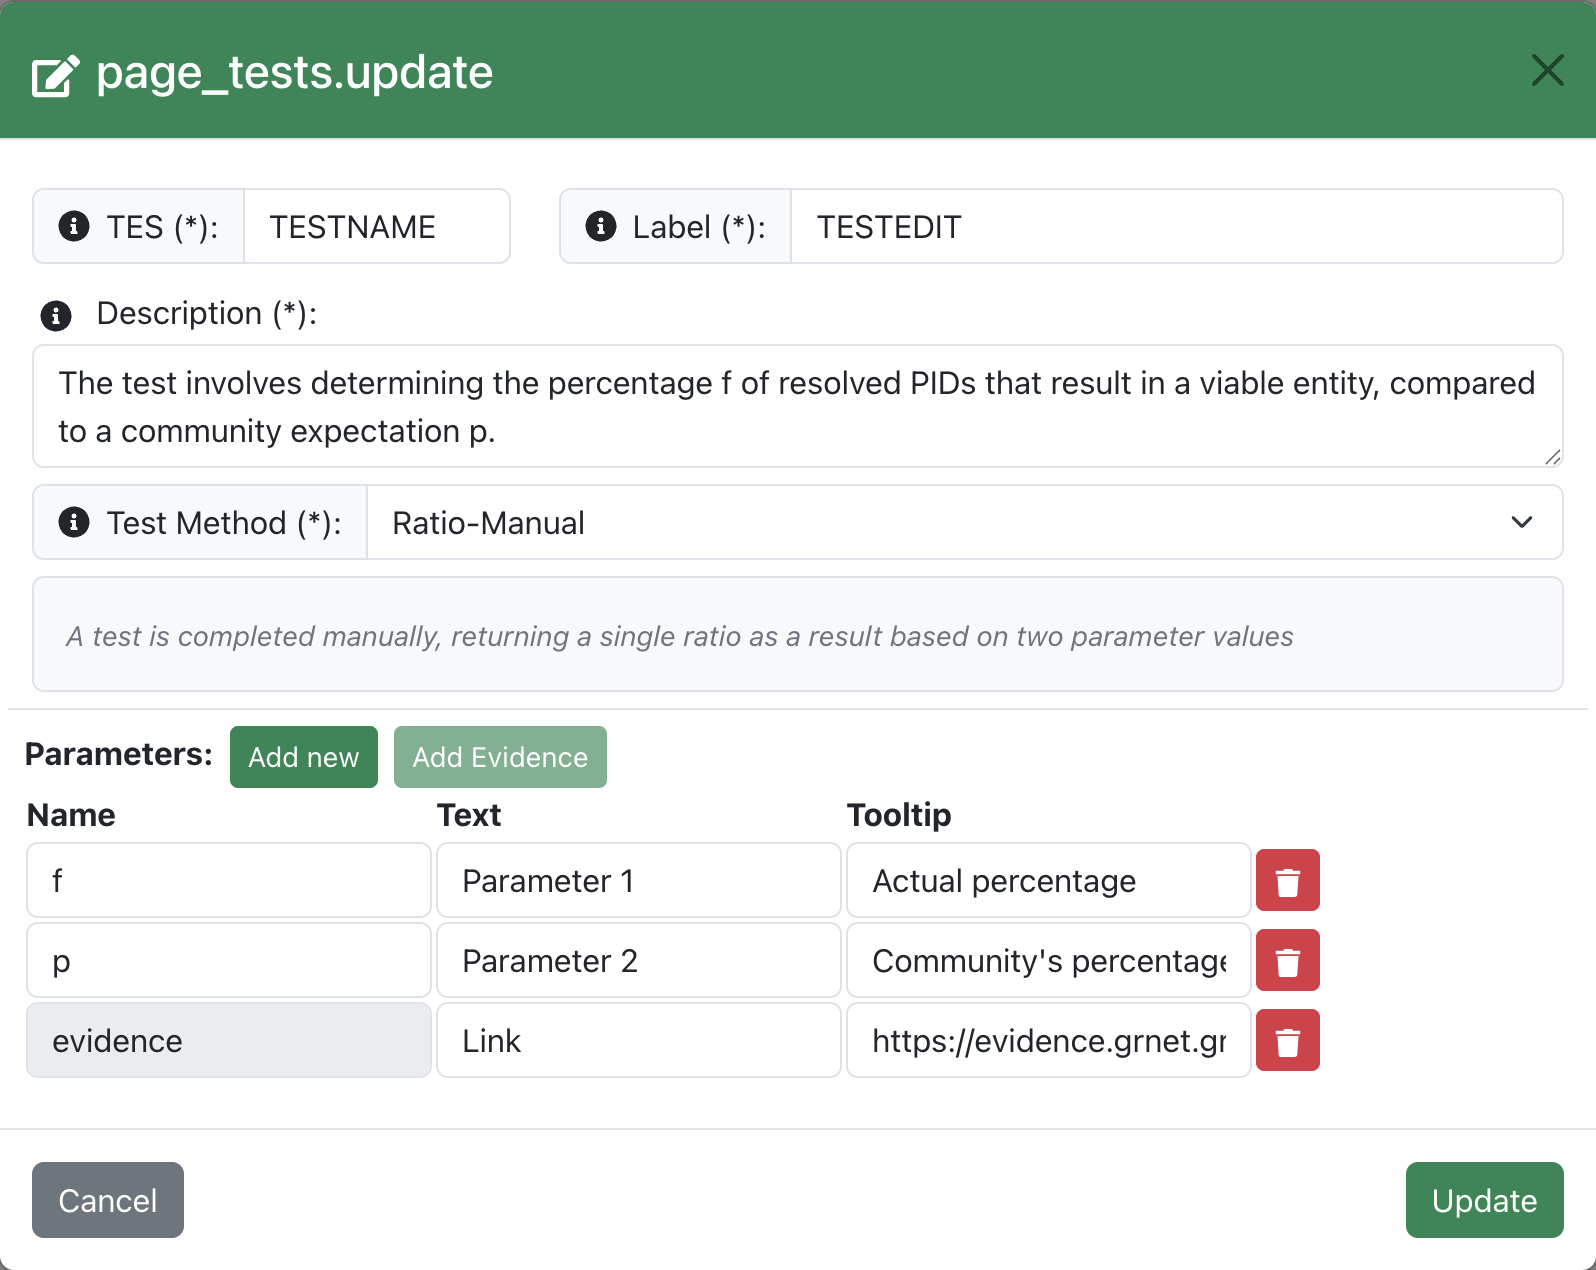 page_tests.update
TES (*): TESTNAME Label (*): TESTEDIT
Description (*):
The test involves determining the percentage f of resolved PIDs that result in a viable entity, compared
to a community expectation p.
Test Method (*): Ratio-Manual
A test is completed manually, returning a single ratio as a result based on two parameter values
Parameters: Add new Add Evidence
Name Text Tooltip
f Parameter 1 Actual percentage
p Parameter 2 Community's percentage
evidence Link https://evidence.grnet.gr
Cancel Update